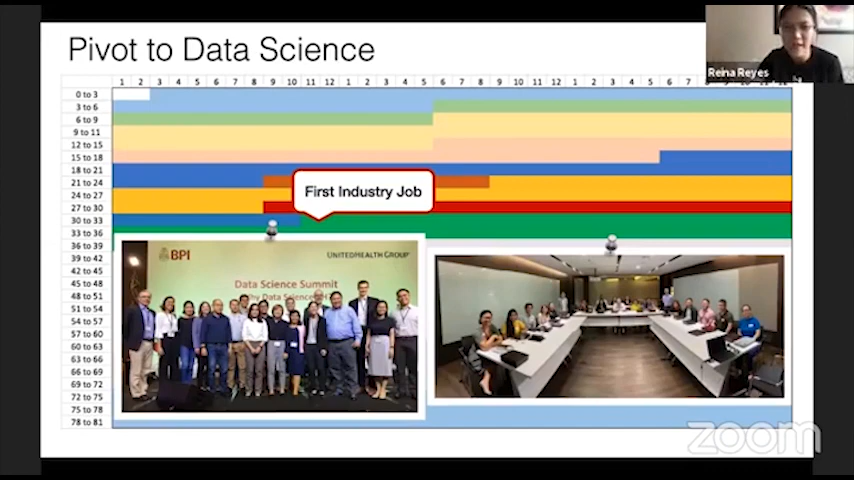 Pivot to Data Science
Reina Reyes
1 2 3 4 5 6 7 8 9 10 11 12 1 2 3 4 5 6 7 8 9 10 11 12 1 2 3 4 5 6 7 8
0 to 3
3 to 6
6 to 9
9 to 11
12 to 15
15 to 18
18 to 21
21 to 24
24 to 27
27 to 30
30 to 33
33 to 36
36 to 39
39 to 42
42 to 45
45 to 48
48 to 51
51 to 54
54 to 57
57 to 60
60 to 63
63 to 66
66 to 69
69 to 72
72 to 75
75 to 78
78 to 81
First Industry Job
BPI
UNITEDHEALTH GROUP
Data Science Summit
Data Science
zoom